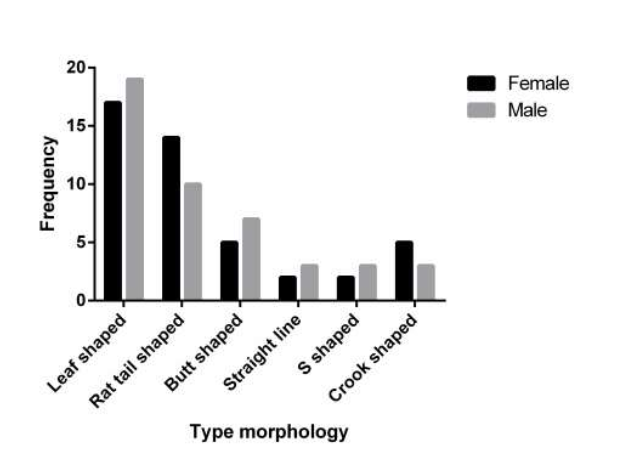 20
15
10
5
0
Frequency
Leaf shaped
Rat tail shaped
Butt shaped
Straight line
S shaped
Crook shaped
Type morphology
Female
Male